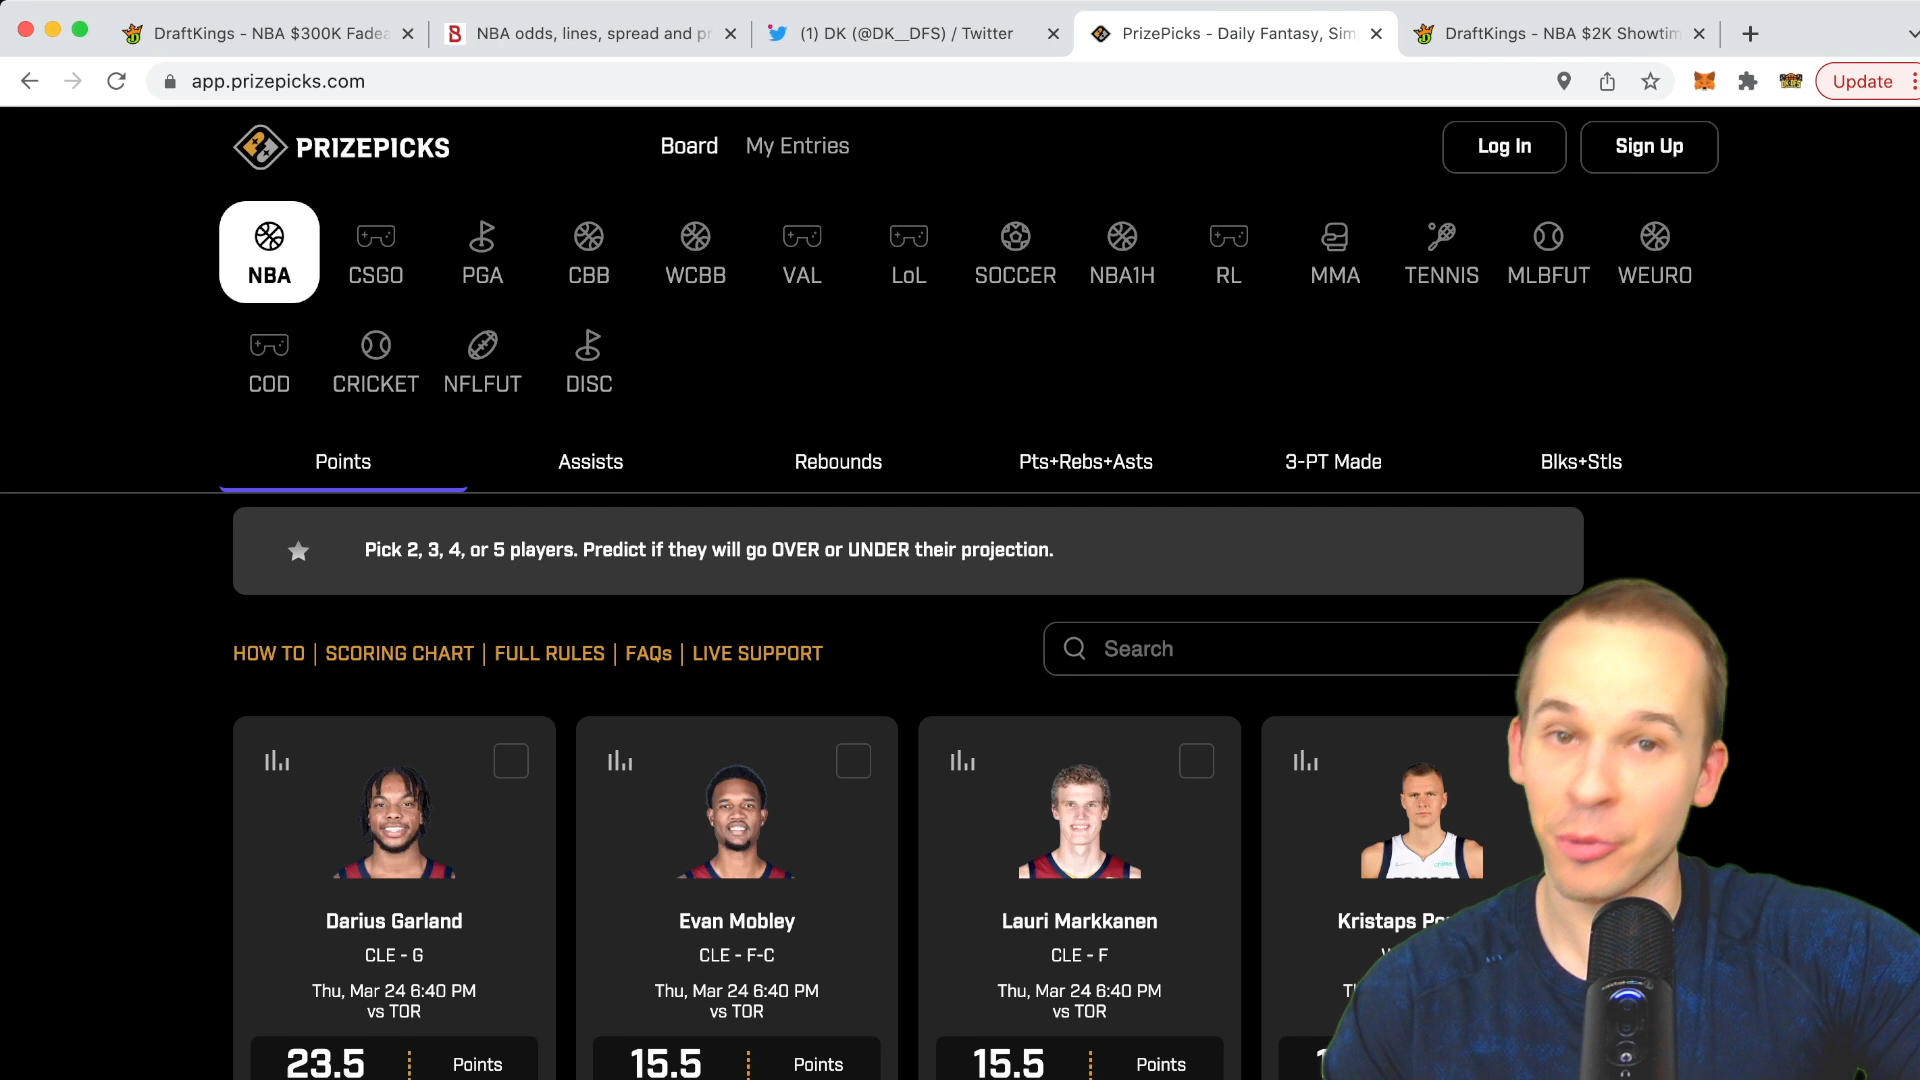 DraftKings - NBA $300K Fadea
NBA odds, lines, spread and pr
(1) DK (@DK__DFS) / Twitter
PrizePicks - Daily Fantasy, Sim
DraftKings - NBA $2K Showtim
app.prizepicks.com
Update
PRIZEPICKS
Board
My Entries
Log In
Sign Up
NBA
CSGO
PGA
CBB
WCBB
VAL
LoL
SOCCER
NBA1H
RL
MMA
TENNIS
MLBFUT
WEURO
COD
CRICKET
NFLFUT
DISC
Points
Assists
Rebounds
Pts+Rebs+Asts
3-PT Made
Blks+Stls
Pick 2, 3, 4, or 5 players. Predict if they will go OVER or UNDER their projection.
HOW TO | SCORING CHART | FULL RULES | FAQs | LIVE SUPPORT
Search
Darius Garland
CLE - G
Thu, Mar 24 6:40 PM
vs TOR
23.5
Points
Evan Mobley
CLE - F-C
Thu, Mar 24 6:40 PM
vs TOR
15.5
Points
Lauri Markkanen
CLE - F
Thu, Mar 24 6:40 PM
vs TOR
15.5
Points
Kristaps